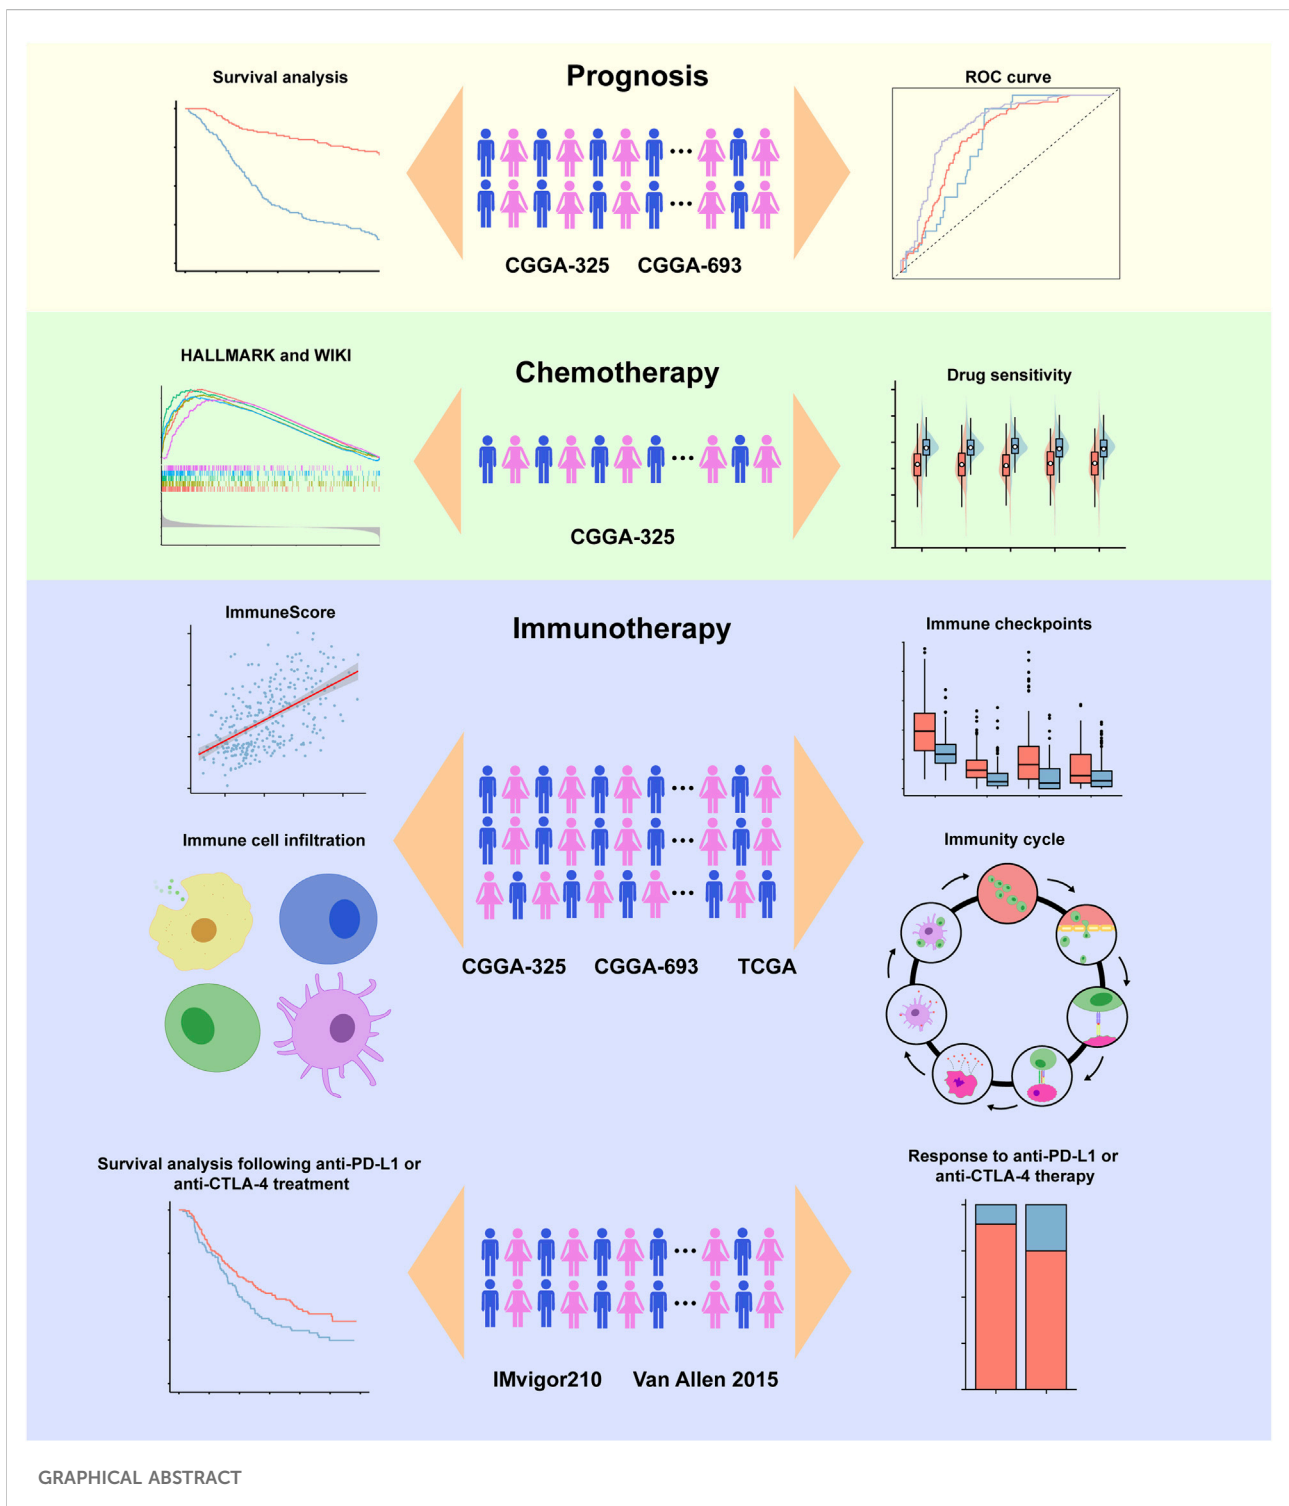 Prognosis
Survival analysis
ROC curve
CGGA-325 CGGA-693
HALLMARK and WIKI
Chemotherapy
Drug sensitivity
CGGA-325
ImmuneScore
Immunotherapy
Immune checkpoints
Immune cell infiltration
Immunity cycle
CGGA-325 CGGA-693 TCGA
Survival analysis following anti-PD-L1 or
anti-CTLA-4 treatment
Response to anti-PD-L1 or
anti-CTLA-4 therapy
IMvigor210 Van Allen 2015
GRAPHICAL ABSTRACT